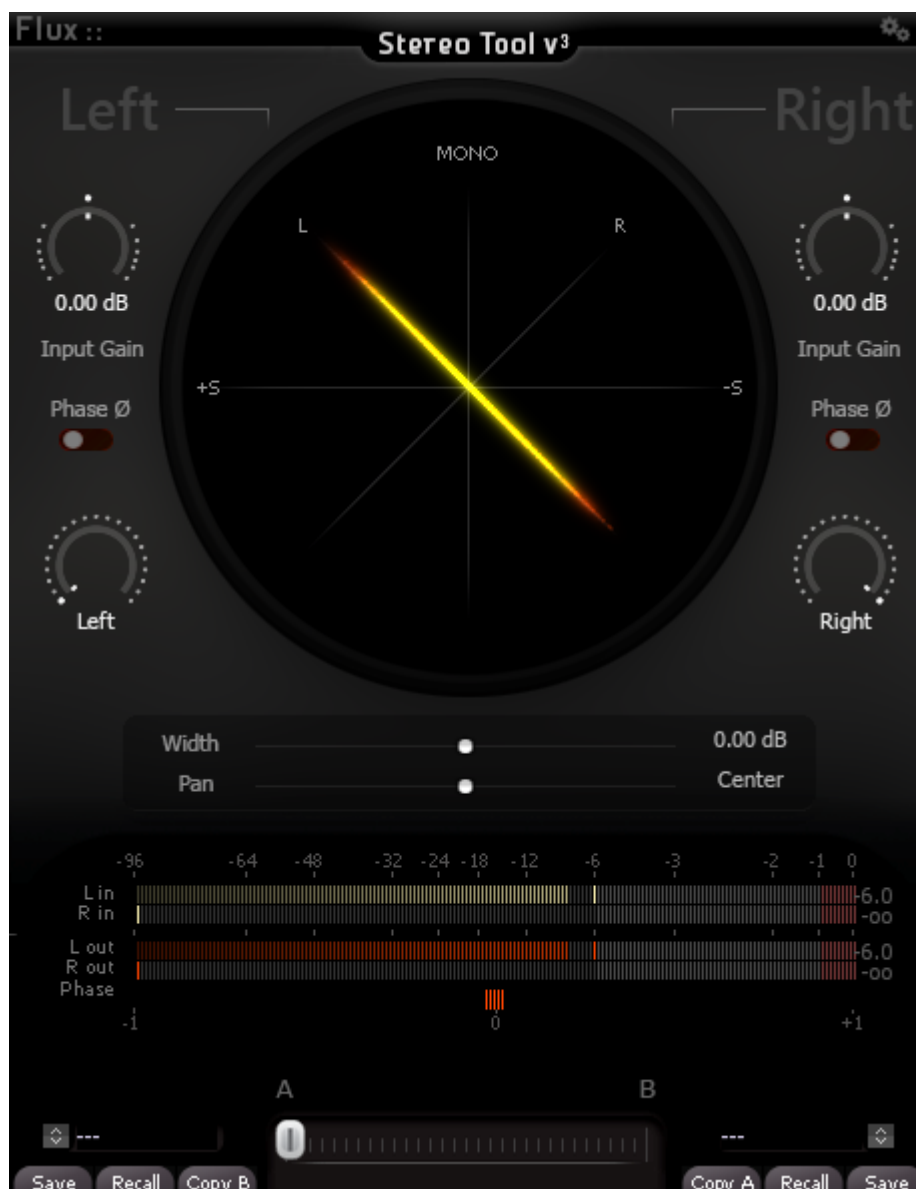 Flux ::
Stereo Tool v³
Left
Right
MONO
L
R
+S
-S
0.00 dB
Input Gain
Phase Ø
Left
0.00 dB
Input Gain
Phase Ø
Right
Width 0.00 dB
Pan Center
-96 -64 -48 -32 -24 -18 -12 -6 -3 -2 -1 0
L in -6.0
R in -oo
L out -6.0
R out -oo
Phase
-1 0 +1
A B
--- ---
Save Recall Copy B Copy A Recall Save